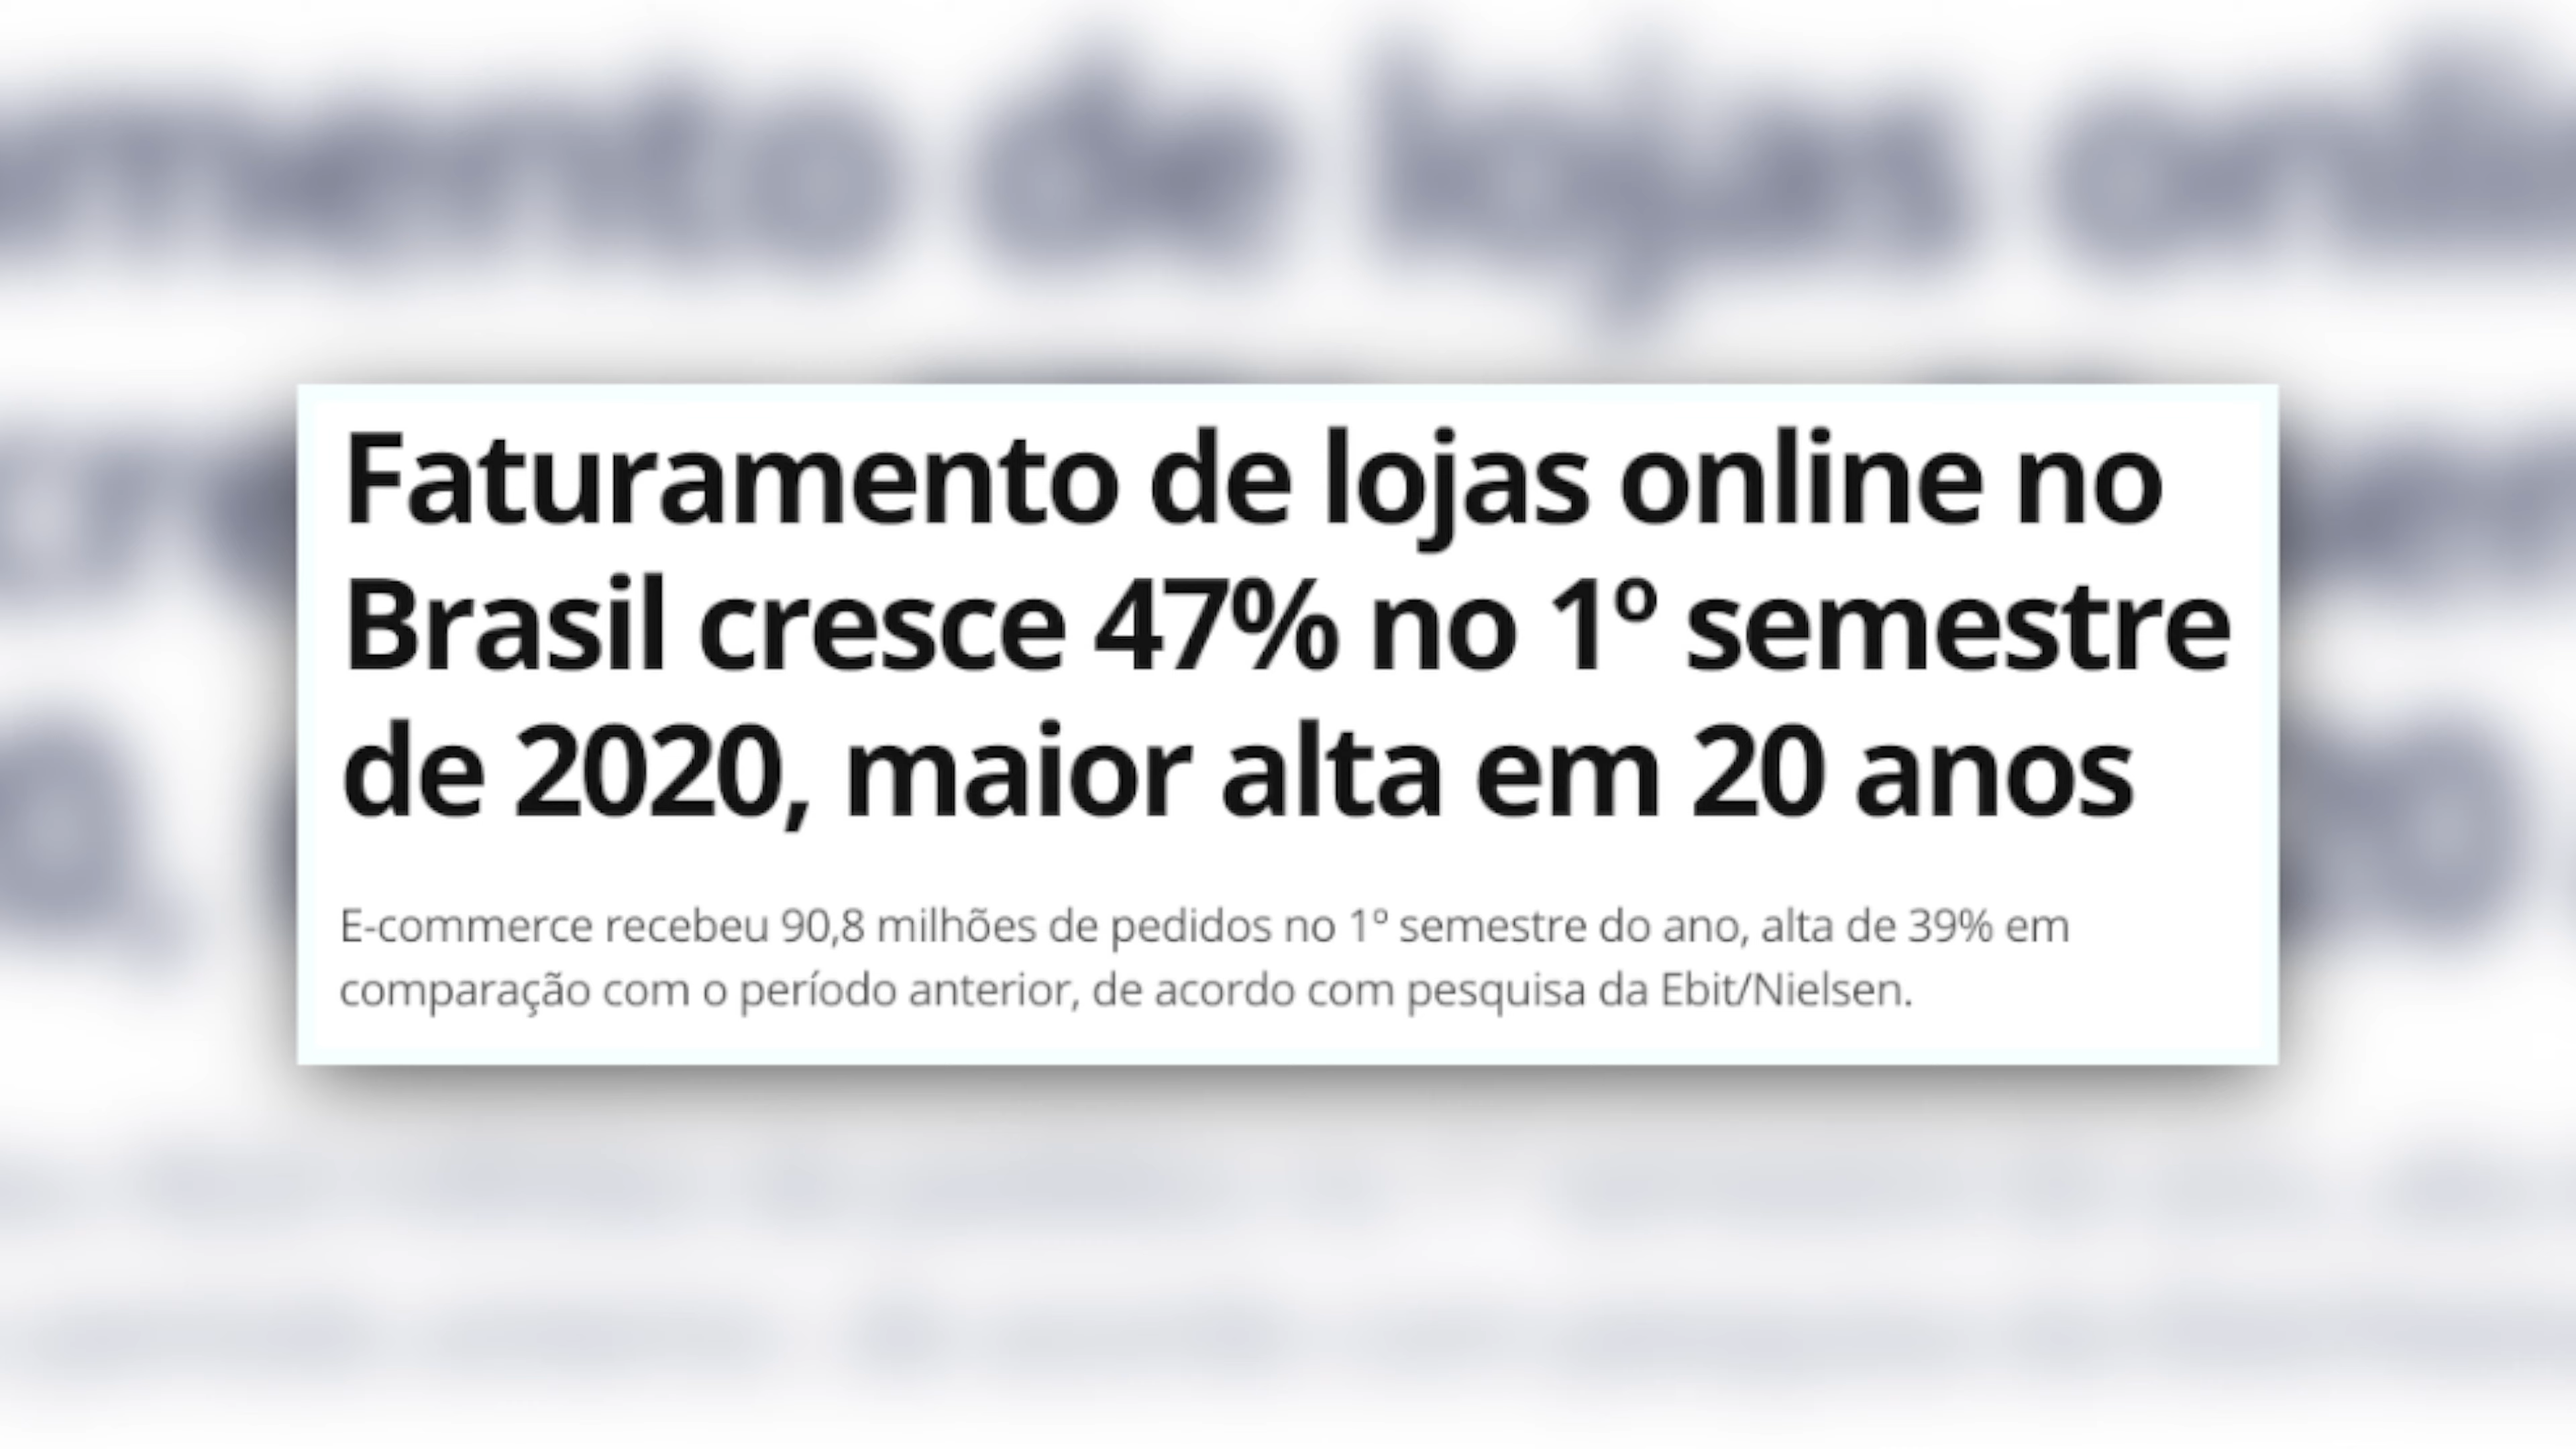 Faturamento de lojas online no
Brasil cresce 47% no 1º semestre
de 2020, maior alta em 20 anos
E-commerce recebeu 90,8 milhões de pedidos no 1º semestre do ano, alta de 39% em
comparação com o período anterior, de acordo com pesquisa da Ebit/Nielsen.